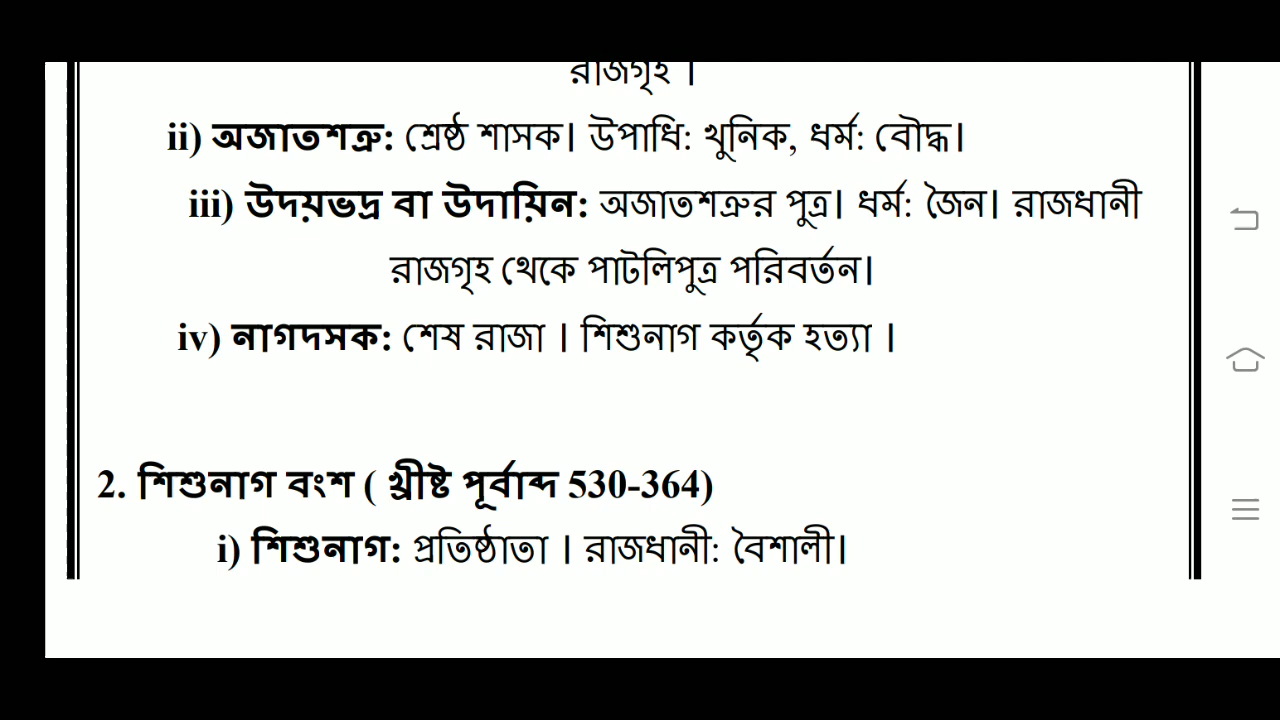 রাজগৃহ ।
ii) অজাতশত্রু: শ্রেষ্ঠ শাসক। উপাধি: খুনিক, ধর্ম: বৌদ্ধ।
iii) উদয়ভদ্র বা উদায়িন: অজাতশত্রুর পুত্র। ধর্ম: জৈন। রাজধানী
রাজগৃহ থেকে পাটলিপুত্র পরিবর্তন।
iv) নাগদসক: শেষ রাজা । শিশুনাগ কর্তৃক হত্যা ।
2. শিশুনাগ বংশ ( খ্রীষ্ট পূর্বাব্দ 530-364)
i) শিশুনাগ: প্রতিষ্ঠাতা । রাজধানী: বৈশালী।